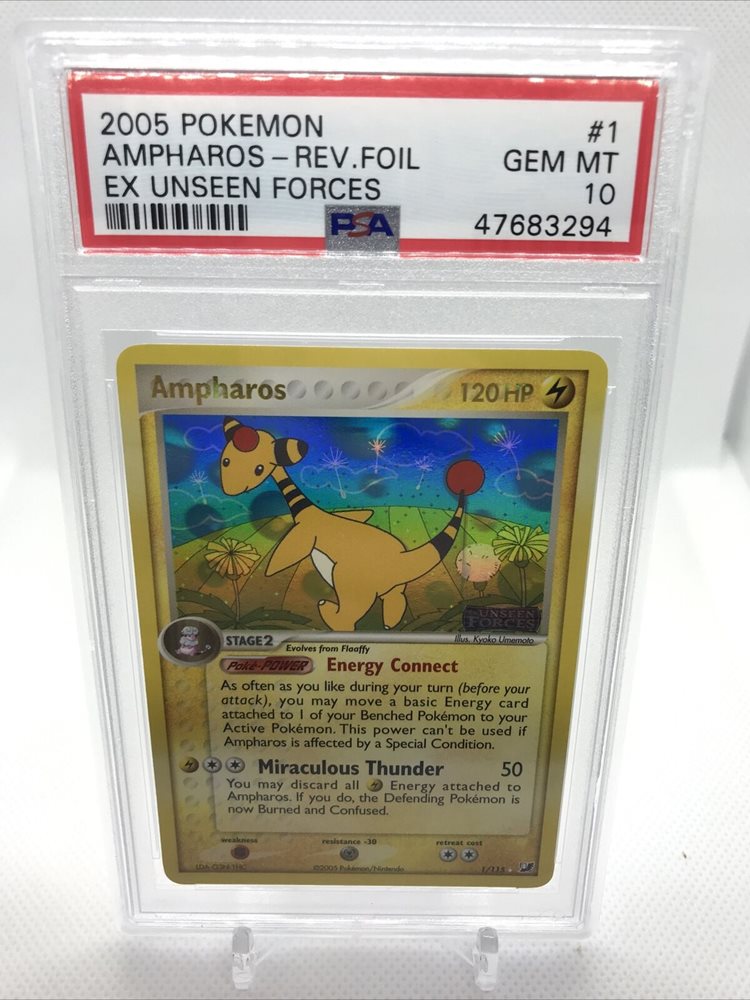 2005 POKEMON #1
AMPHAROS – REV.FOIL GEM MT
EX UNSEEN FORCES 10
PSA 47683294
Ampharos 120 HP
UNSEEN
FORCES
Illus. Kyoko Umemoto
STAGE2 Evolves from Flaaffy
Poké-POWER Energy Connect
As often as you like during your turn (before your
attack), you may move a basic Energy card
attached to 1 of your Benched Pokémon to your
Active Pokémon. This power can't be used if
Ampharos is affected by a Special Condition.
Miraculous Thunder 50
You may discard all Energy attached to
Ampharos. If you do, the Defending Pokémon is
now Burned and Confused.
weakness resistance -30 retreat cost
©2005 Pokémon/Nintendo 1/115